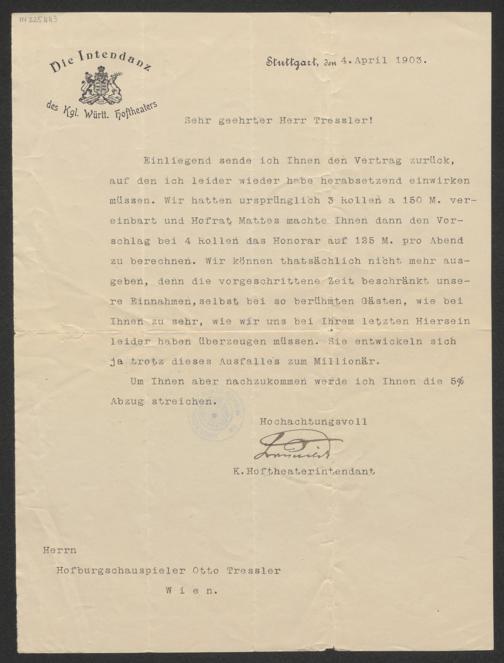 IN 225.443
Die Intendanz
des Kgl. Württ. Hoftheaters
Stuttgart, den 4. April 1903.
Sehr geehrter Herr Tressler!
Einliegend sende ich Ihnen den Vertrag zurück,
auf den ich leider wieder habe herabsetzend einwirken
müssen. Wir hatten ursprünglich 3 Rollen a 150 M. ver-
einbart und Hofrat Mattes machte Ihnen dann den Vor-
schlag bei 4 Rollen das Honorar auf 125 M. pro Abend
zu berechnen. Wir können thatsächlich nicht mehr aus-
geben, denn die vorgeschrittene Zeit beschränkt unse-
re Einnahmen, selbst bei so berühmten Gästen, wie bei
Ihnen zu sehr, wie wir uns bei Ihrem letzten Hiersein
leider haben überzeugen müssen. Sie entwickeln sich
ja trotz dieses Ausfalles zum Millionär.
Um Ihnen aber nachzukommen werde ich Ihnen die 5%
Abzug streichen.
Hochachtungsvoll
K. Hoftheaterintendant
Herrn
Hofburgschauspieler Otto Tressler
Wien.